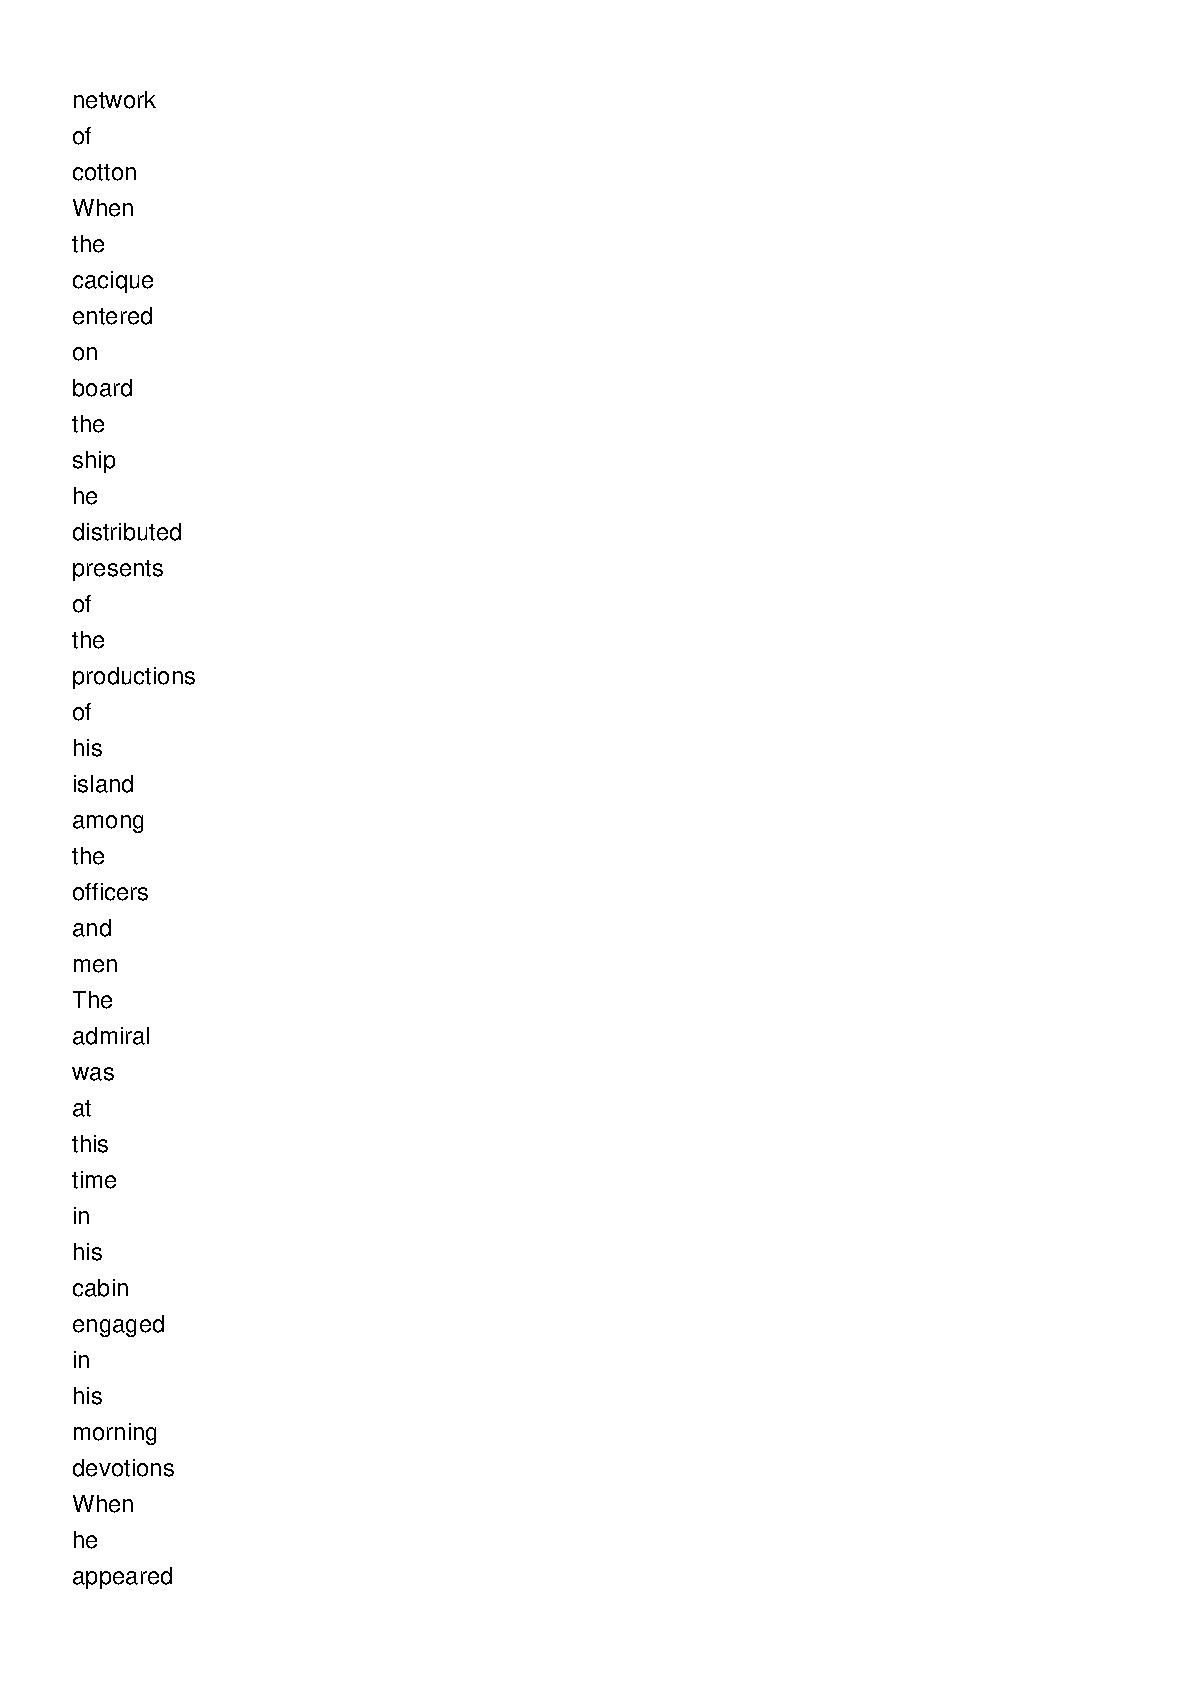 network
of
cotton
When
the
cacique
entered
on
board
the
ship
he
distributed
presents
of
the
productions
of
his
island
among
the
officers
and
men
The
admiral
was
at
this
time
in
his
cabin
engaged
in
his
morning
devotions
When
he
appeared